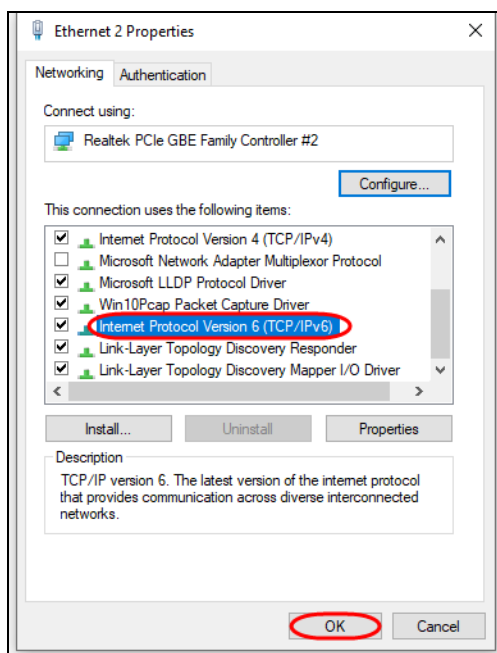 Ethernet 2 Properties
Networking
Authentication
Connect using:
Realtek PCIe GBE Family Controller #2
Configure...
This connection uses the following items:
Internet Protocol Version 4 (TCP/IPv4)
Microsoft Network Adapter Multiplexor Protocol
Microsoft LLDP Protocol Driver
Win10Pcap Packet Capture Driver
Internet Protocol Version 6 (TCP/IPv6)
Link-Layer Topology Discovery Responder
Link-Layer Topology Discovery Mapper I/O Driver
Install...
Uninstall
Properties
Description
TCP/IP version 6. The latest version of the internet protocol
that provides communication across diverse interconnected
networks.
OK
Cancel